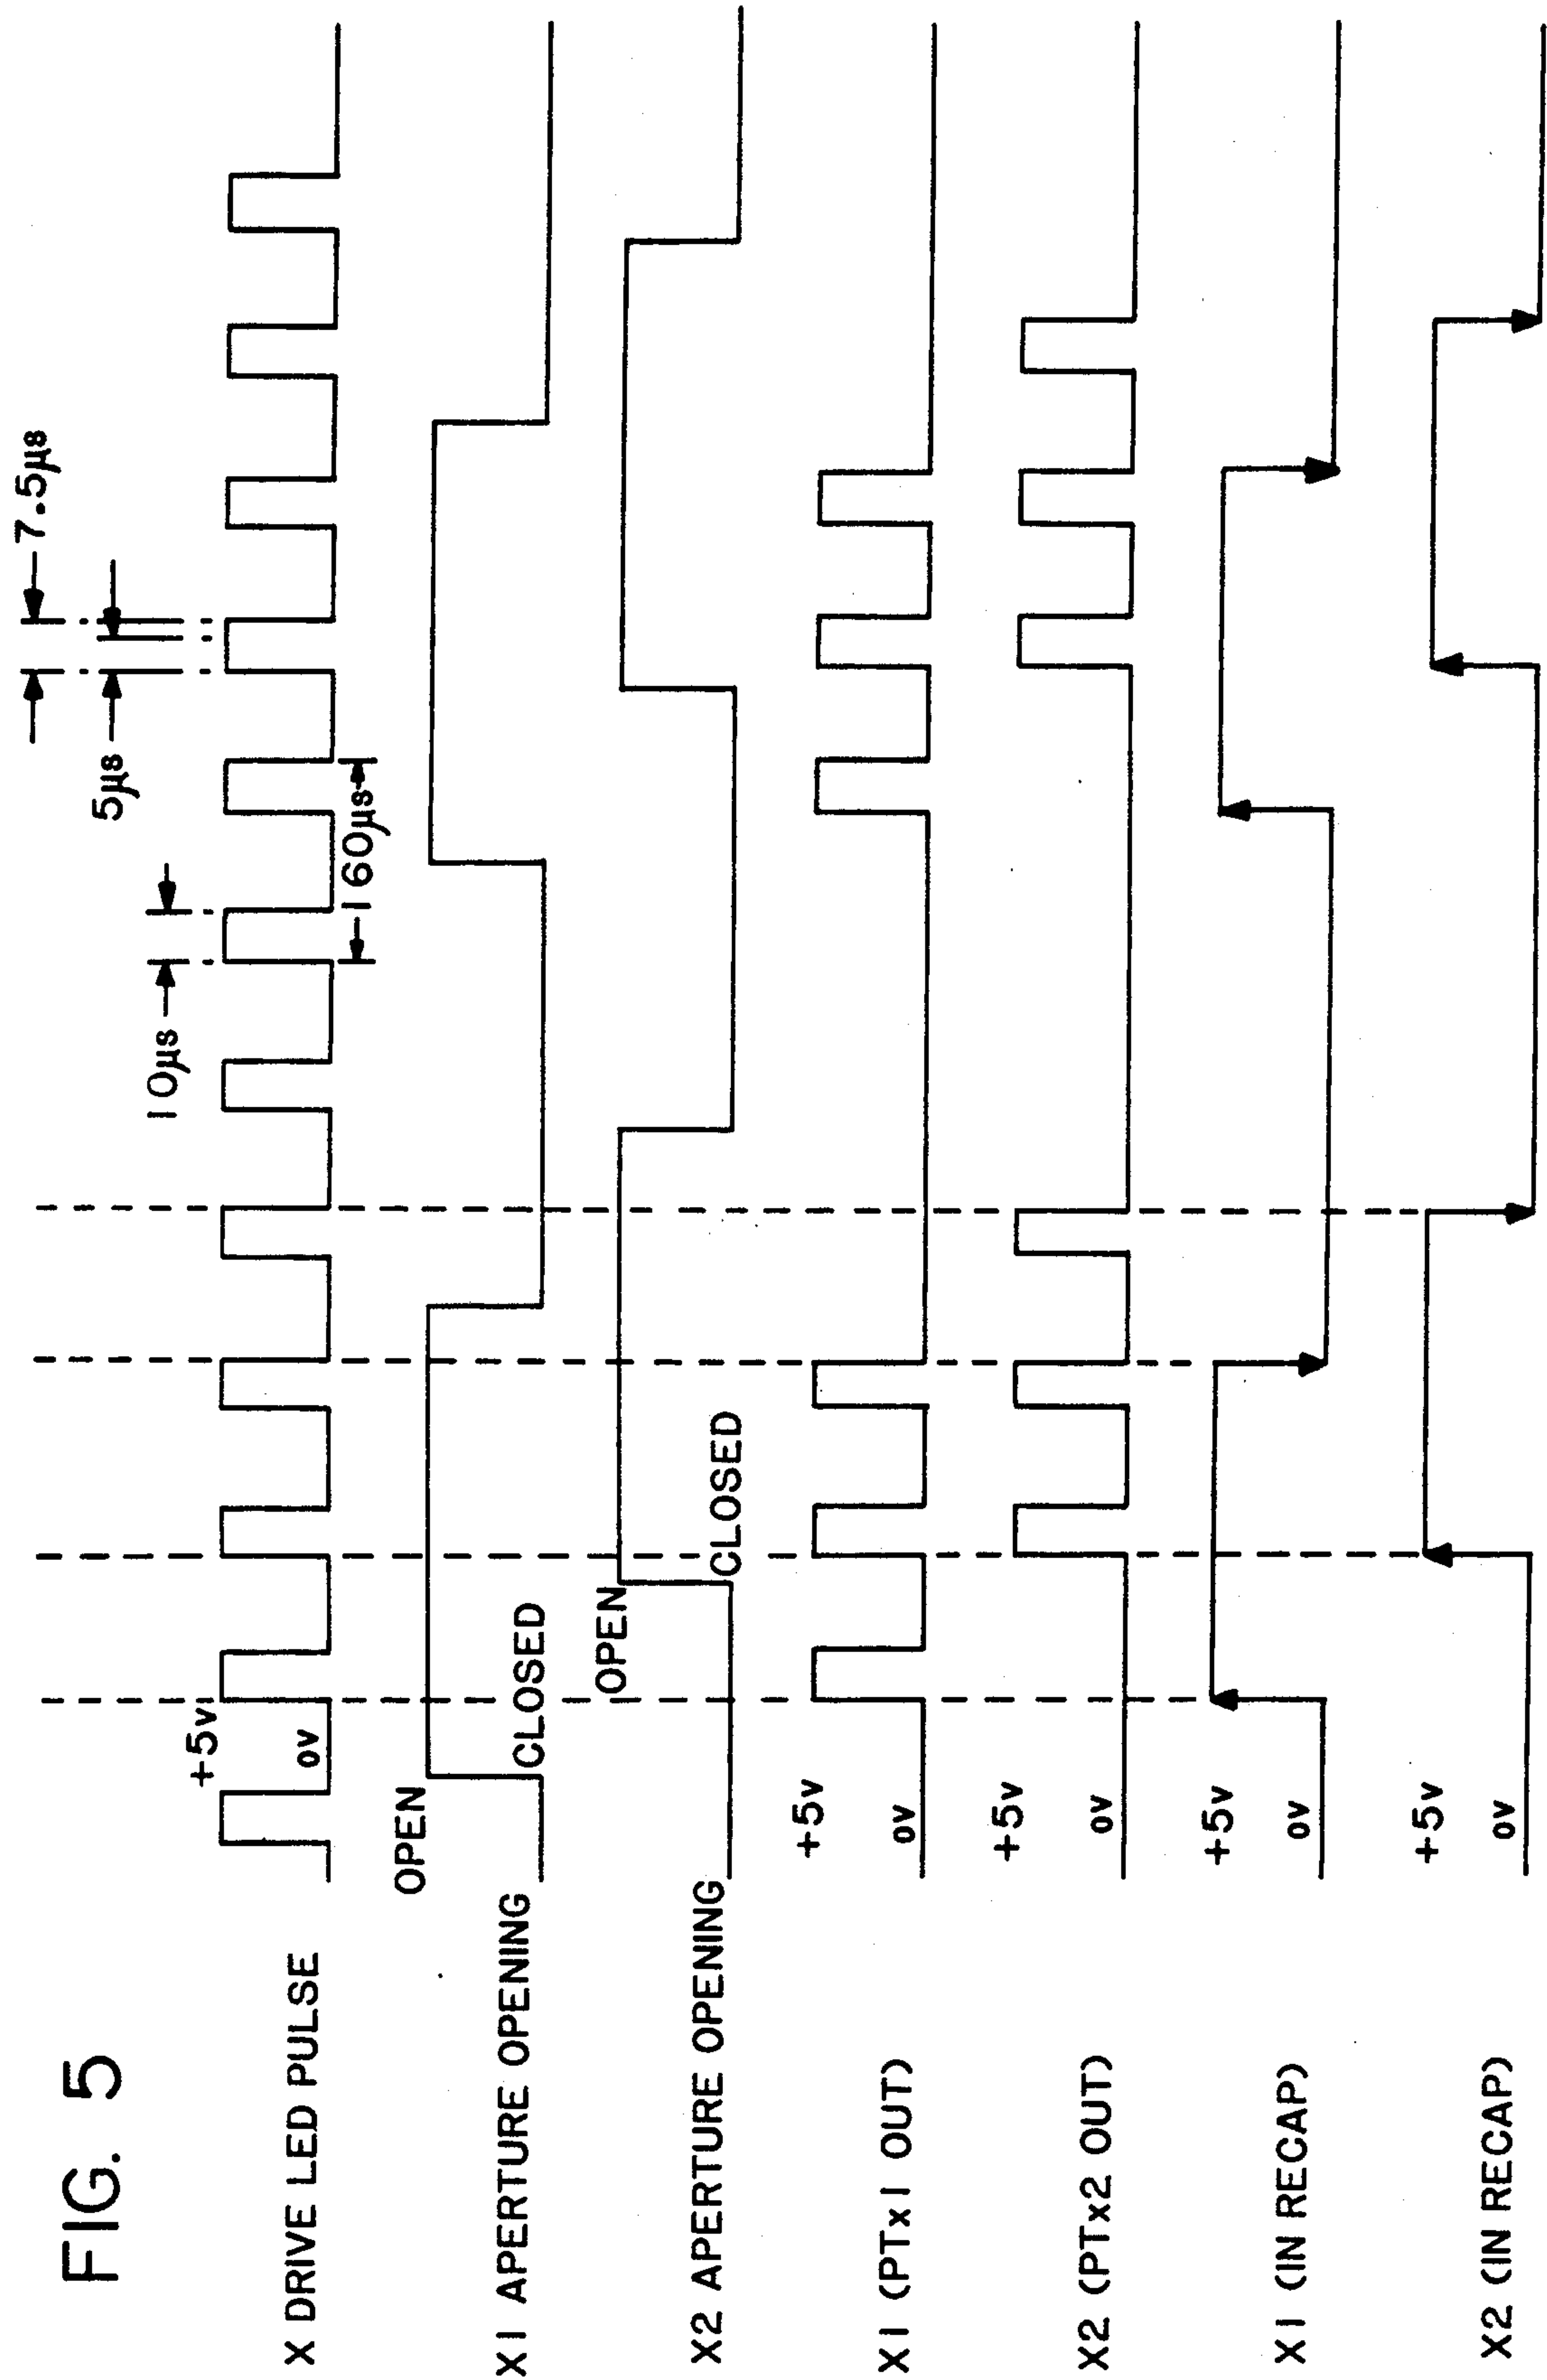 FIG. 5
X DRIVE LED PULSE
+5v
0v
10µs
160µs
5µs
7.5µs
X1 APERTURE OPENING
OPEN
CLOSED
X2 APERTURE OPENING
OPEN
CLOSED
X1 (PTx1 OUT)
+5v
0v
X2 (PTx2 OUT)
+5v
0v
X1 (IN RECAP)
+5v
0v
X2 (IN RECAP)
+5v
0v